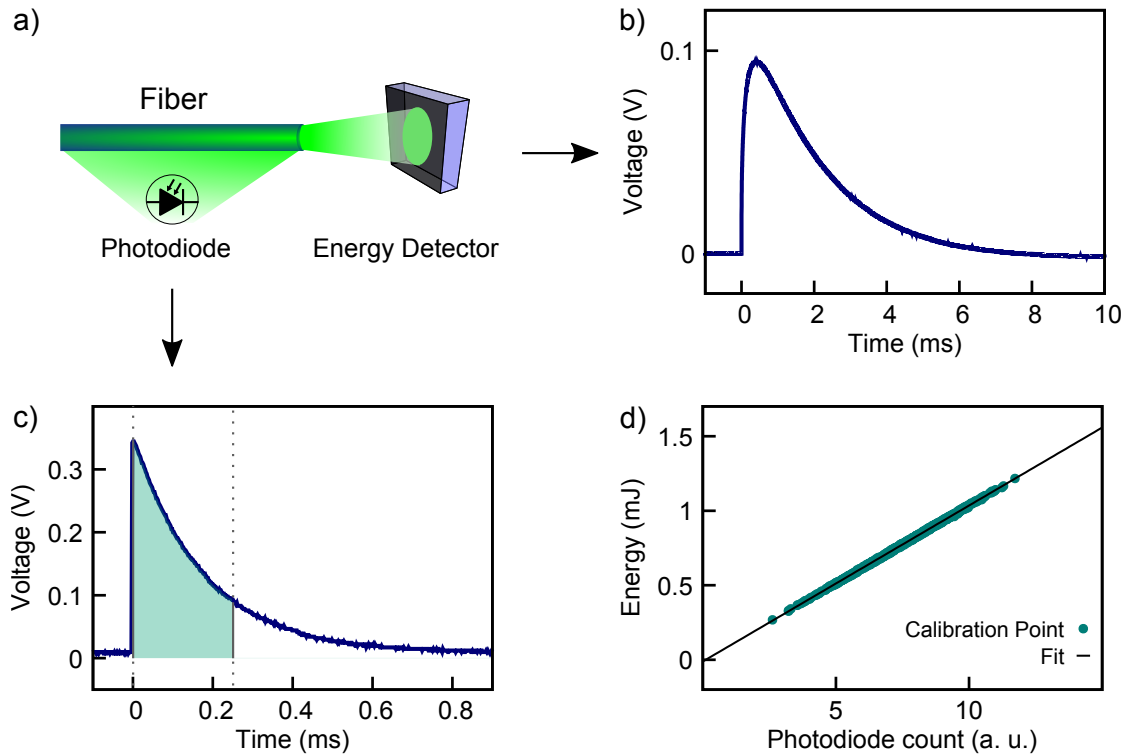 a)
Fiber
Photodiode
Energy Detector
b)
0.1
0
Voltage (V)
0 2 4 6 8 10
Time (ms)
c)
0.3
0.2
0.1
0
Voltage (V)
0 0.2 0.4 0.6 0.8
Time (ms)
d)
1.5
1
0.5
0
Energy (mJ)
Calibration Point
Fit
5 10
Photodiode count (a. u.)